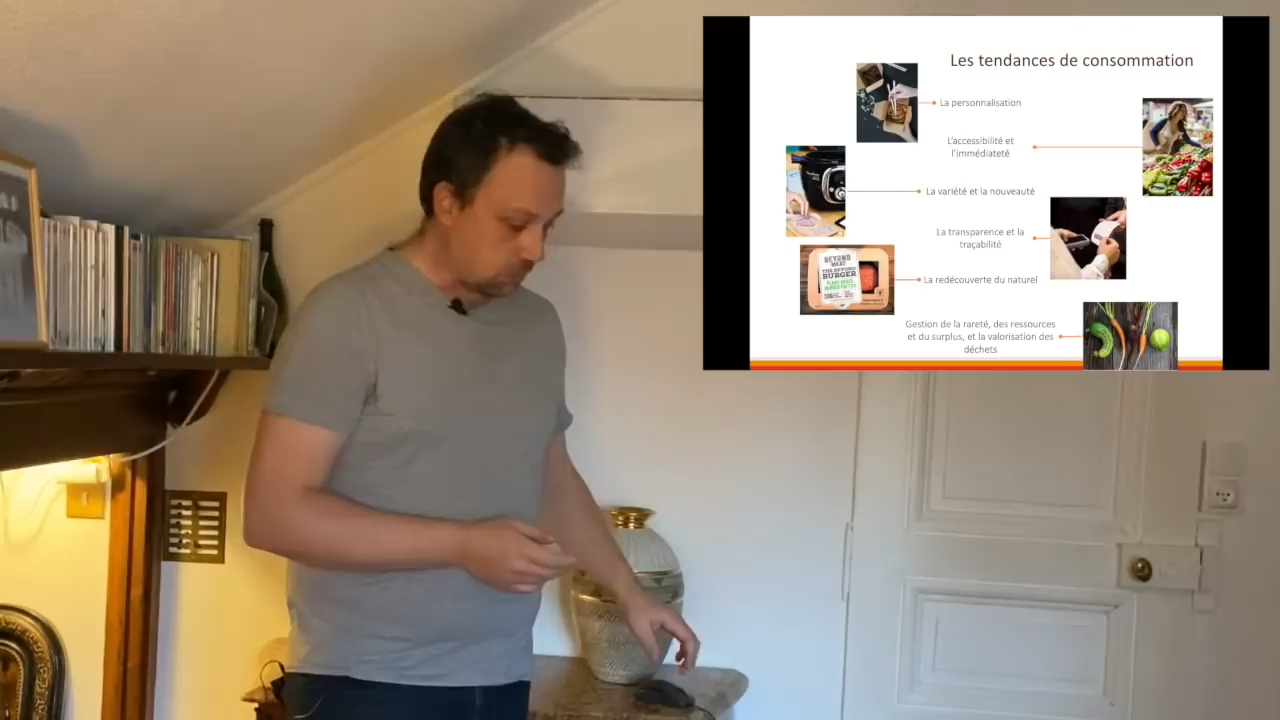 Les tendances de consommation
La personnalisation
L'accessibilité et
l'immédiateté
La variété et la nouveauté
La transparence et la
traçabilité
BEYOND
MEAT
THE BEYOND
BURGER
La redécouverte du naturel
Gestion de la rareté, des ressources
et du surplus, et la valorisation des
déchets